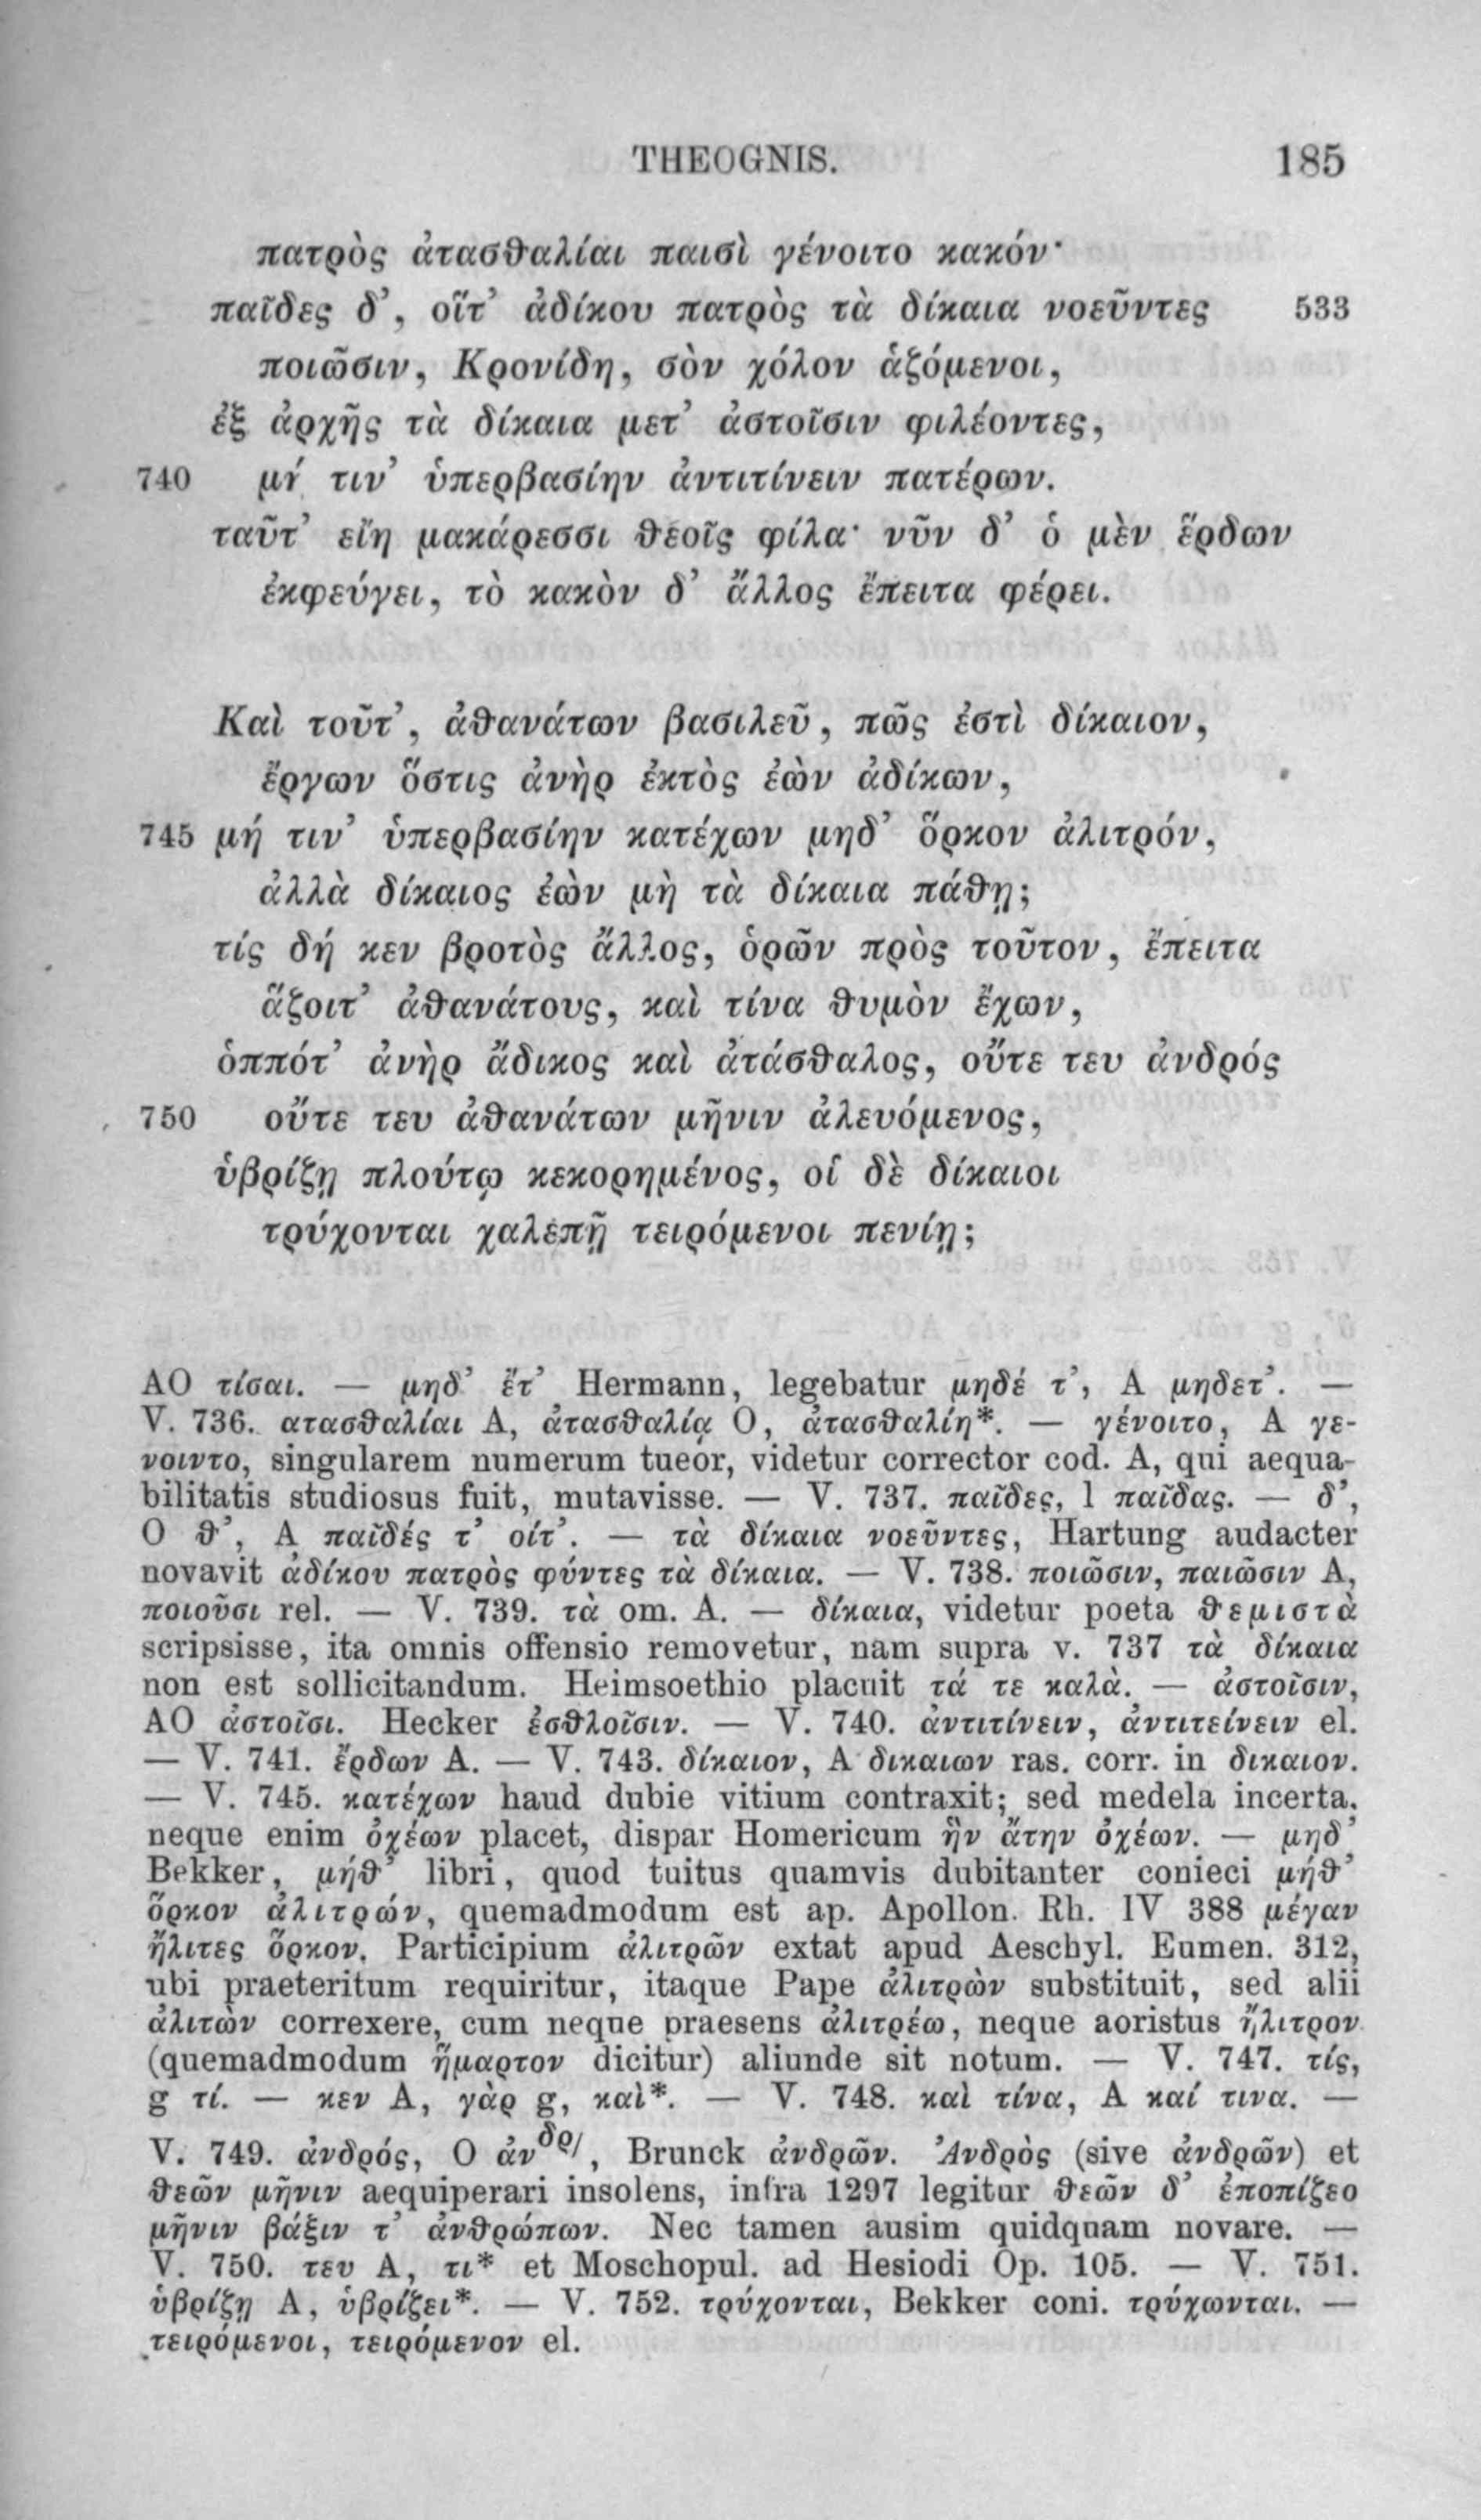 THEOGNIS. 185
πατρὸς ἀτασθαλίαι παισὶ γένοιτο κακόν·
παῖδες δ’, οἵτ’ ἀδίκου πατρὸς τὰ δίκαια νοεῦντες 533
ποιῶσιν, Κρονίδη, σὸν χόλον ἁζόμενοι,
ἐξ ἀρχῆς τὰ δίκαια μετ’ ἀστοῖσιν φιλέοντες,
740 μή τιν’ ὑπερβασίην ἀντιτίνειν πατέρων.
ταῦτ’ εἴη μακάρεσσι θεοῖς φίλα· νῦν δ’ ὁ μὲν ἕρδων
ἐκφεύγει, τὸ κακὸν δ’ ἄλλος ἔπειτα φέρει.
Καὶ τοῦτ’, ἀθανάτων βασιλεῦ, πῶς ἐστὶ δίκαιον,
ἔργων ὅστις ἀνὴρ ἐκτὸς ἐὼν ἀδίκων,
745 μή τιν’ ὑπερβασίην κατέχων μηδ’ ὅρκον ἀλιτρόν,
ἀλλὰ δίκαιος ἐὼν μὴ τὰ δίκαια πάθῃ;
τίς δή κεν βροτὸς ἄλλος, ὁρῶν πρὸς τοῦτον, ἔπειτα
ἅζοιτ’ ἀθανάτους, καὶ τίνα θυμὸν ἔχων,
ὁππότ’ ἀνὴρ ἄδικος καὶ ἀτάσθαλος, οὔτε τευ ἀνδρός
750 οὔτε τευ ἀθανάτων μῆνιν ἀλευόμενος,
ὑβρίζῃ πλούτῳ κεκορημένος, οἱ δὲ δίκαιοι
τρύχονται χαλεπῇ τειρόμενοι πενίῃ;
AO τίσαι. — μηδ’ ἔτ’ Hermann, legebatur μηδέ τ’, A μηδετ’. —
V. 736. ατασθαλίαι A, ἀτασθαλίᾳ O, ἀτασθαλίη*. — γένοιτο, A γε-
νοιντο, singularem numerum tueor, videtur corrector cod. A, qui aequa-
bilitatis studiosus fuit, mutavisse. — V. 737. παῖδες, l παῖδας. — δ’,
O θ’, A παῖδές τ’ οίτ’. — τὰ δίκαια νοεῦντες, Hartung audacter
novavit ἀδίκου πατρὸς φύντες τὰ δίκαια. — V. 738. ποιῶσιν, παιῶσιν A,
ποιοῦσι rel. — V. 739. τὰ om. A. — δίκαια, videtur poeta θεμιστὰ
scripsisse, ita omnis offensio removetur, nam supra v. 737 τὰ δίκαια
non est sollicitandum. Heimsoethio placuit τά τε καλὰ. — ἀστοῖσιν,
AO ἀστοῖσι. Hecker ἐσθλοῖσιν. — V. 740. ἀντιτίνειν, ἀντιτείνειν el.
— V. 741. ἔρδων A. — V. 743. δίκαιον, A δικαιων ras. corr. in δικαιον.
— V. 745. κατέχων haud dubie vitium contraxit; sed medela incerta,
neque enim ὀχέων placet, dispar Homericum ἣν ἄτην ὀχέων. — μηδ’
Bekker, μήθ’ libri, quod tuitus quamvis dubitanter conieci μήθ’
ὅρκον ἀλιτρών, quemadmodum est ap. Apollon. Rh. IV 388 μέγαν
ἤλιτες ὅρκον. Participium ἀλιτρῶν extat apud Aeschyl. Eumen. 312,
ubi praeteritum requiritur, itaque Pape ἀλιτρὼν substituit, sed alii
ἀλιτὼν correxere, cum neque praesens ἀλιτρέω, neque aoristus ἤλιτρον
(quemadmodum ἥμαρτον dicitur) aliunde sit notum. — V. 747. τίς,
g τί. — κεν A, γὰρ g, καὶ*. — V. 748. καὶ τίνα, A καί τινα. —
V. 749. ἀνδρός, O ἀνδρ/, Brunck ἀνδρῶν. Ἀνδρὸς (sive ἀνδρῶν) et
θεῶν μῆνιν aequiperari insolens, infra 1297 legitur θεῶν δ’ ἐποπίζεο
μῆνιν βάξιν τ’ ἀνθρώπων. Nec tamen ausim quidquam novare. —
V. 750. τευ A, τι* et Moschopul. ad Hesiodi Op. 105. — V. 751.
ὑβρίζῃ A, ὑβρίζει*. — V. 752. τρύχονται, Bekker coni. τρύχωνται. —
τειρόμενοι, τειρόμενον el.